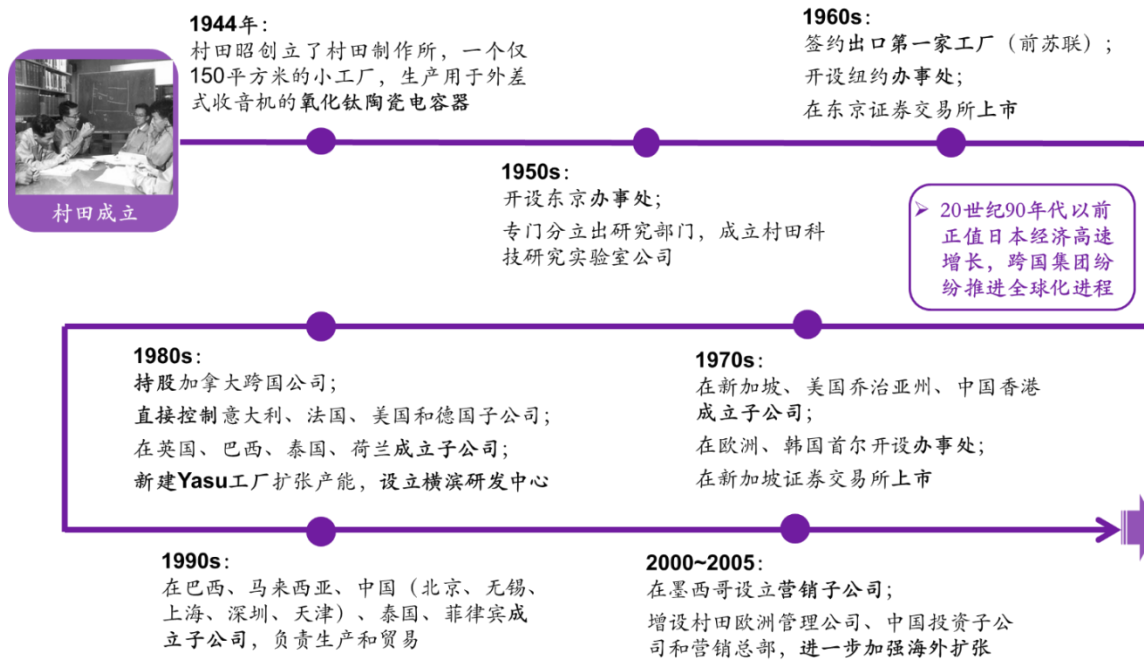 1944年：
村田昭创立了村田制作所，一个仅
150平方米的小工厂，生产用于外差
式收音机的氧化钛陶瓷电容器
村田成立
1950s：
开设东京办事处；
专门分立出研究部门，成立村田科
技研究实验室公司
1960s：
签约出口第一家工厂（前苏联）；
开设纽约办事处；
在东京证券交易所上市
➢ 20世纪90年代以前
正值日本经济高速
增长，跨国集团纷
纷推进全球化进程
1970s：
在新加坡、美国乔治亚州、中国香港
成立子公司；
在欧洲、韩国首尔开设办事处；
在新加坡证券交易所上市
1980s：
持股加拿大跨国公司；
直接控制意大利、法国、美国和德国子公司；
在英国、巴西、泰国、荷兰成立子公司；
新建Yasu工厂扩张产能，设立横滨研发中心
1990s：
在巴西、马来西亚、中国（北京、无锡、
上海、深圳、天津）、泰国、菲律宾成
立子公司，负责生产和贸易
2000~2005：
在墨西哥设立营销子公司；
增设村田欧洲管理公司、中国投资子公
司和营销总部，进一步加强海外扩张